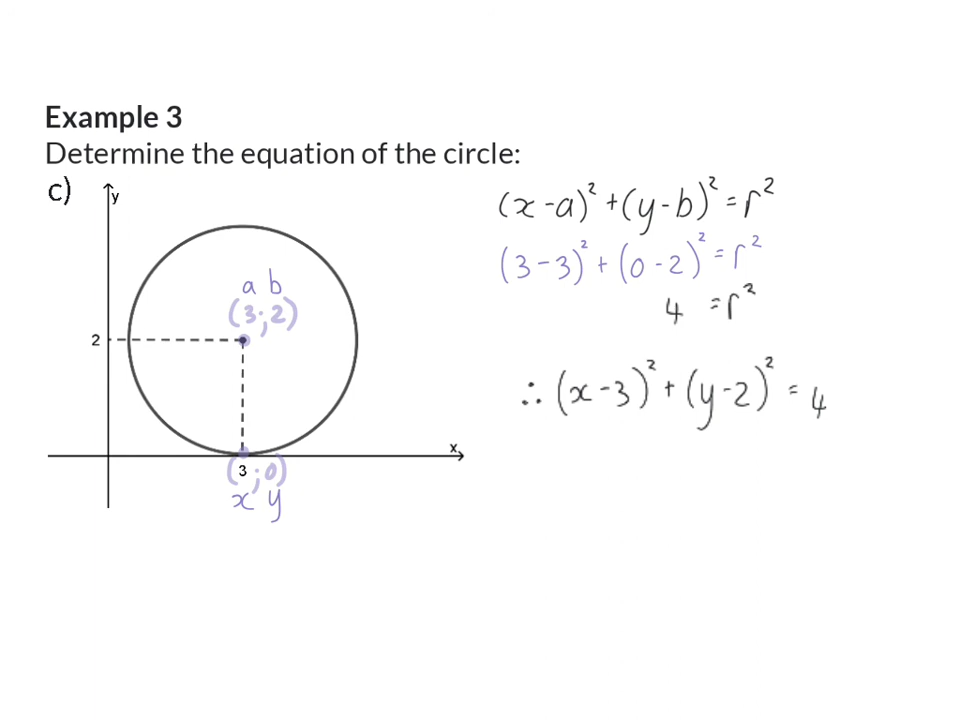 Example 3
Determine the equation of the circle:
c)
y
(x-a)² + (y-b)² = r²
(3-3)² + (0-2)² = r²
a b
(3;2)
4 = r²
2
∴ (x-3)² + (y-2)² = 4
x
(3;0)
x y